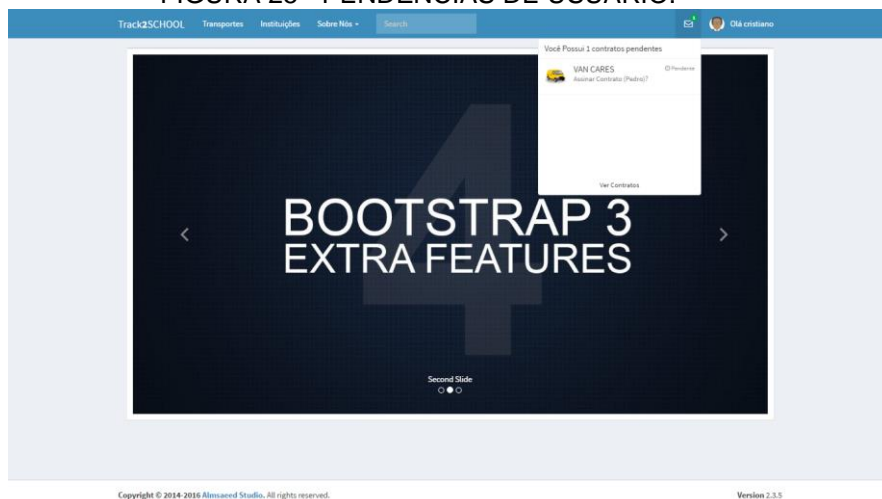 FIGURA 26 - PENDÊNCIAS DE USUÁRIO.
Track2SCHOOL Transportes Instituições Sobre Nós Search Olá cristiano
Você Possui 1 contratos pendentes
VAN CARES Pendente
Assinar Contrato (Pedro)?
Ver Contratos
4
BOOTSTRAP 3
EXTRA FEATURES
Second Slide
Copyright © 2014-2016 Almsaeed Studio. All rights reserved. Version 2.3.5